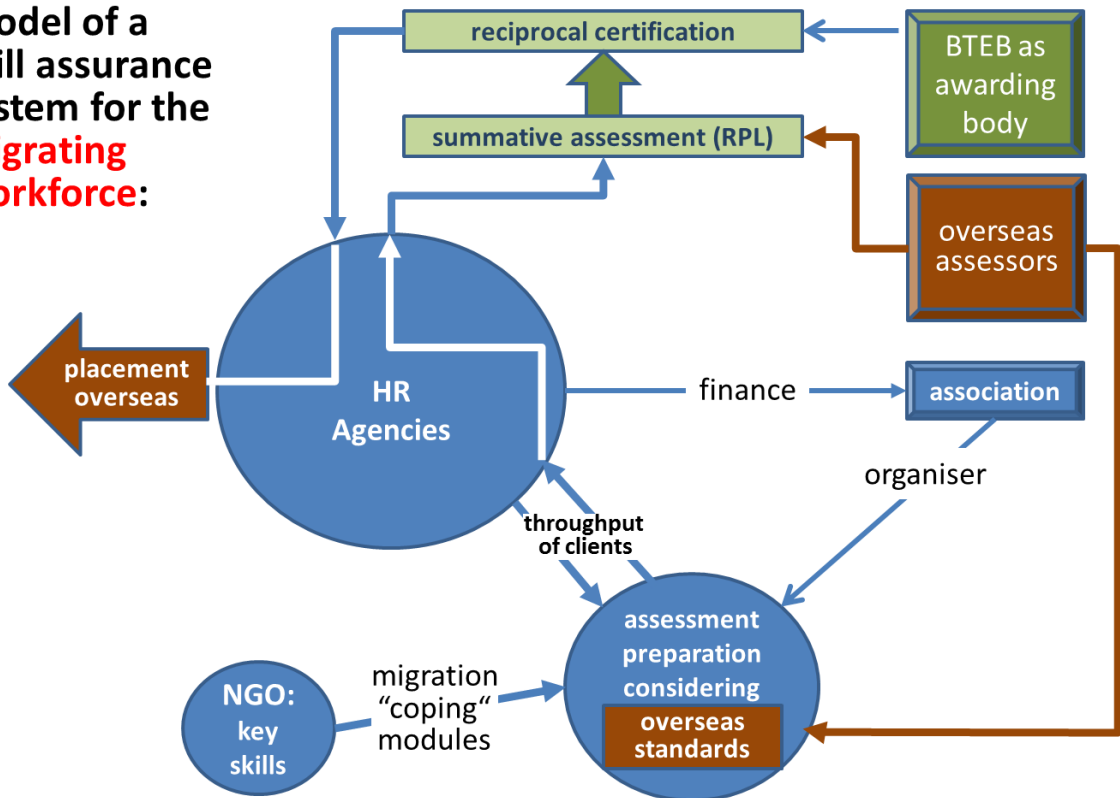 odel of a
ill assurance
stem for the
igrating
orkforce:
reciprocal certification
summative assessment (RPL)
BTEB as
awarding
body
overseas
assessors
placement
overseas
HR
Agencies
finance
association
organiser
throughput
of clients
assessment
preparation
considering
overseas
standards
NGO:
key
skills
migration
“coping“
modules